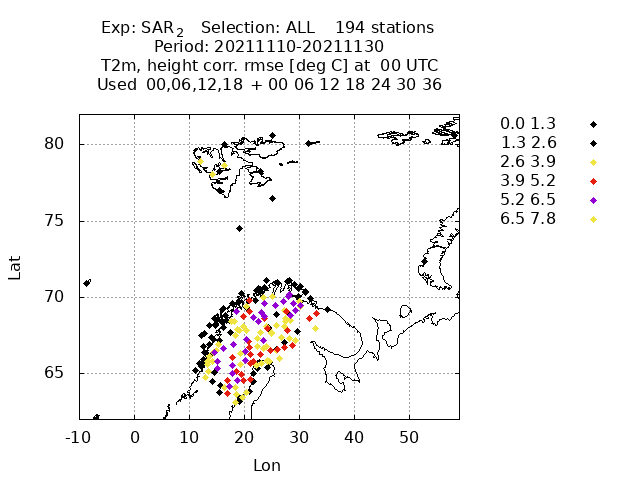 Exp: SAR2 Selection: ALL 194 stations
Period: 20211110-20211130
T2m, height corr. rmse [deg C] at 00 UTC
Used 00,06,12,18 + 00 06 12 18 24 30 36
0.0 1.3
1.3 2.6
2.6 3.9
3.9 5.2
5.2 6.5
6.5 7.8
80
75
70
65
Lat
-10 0 10 20 30 40 50
Lon